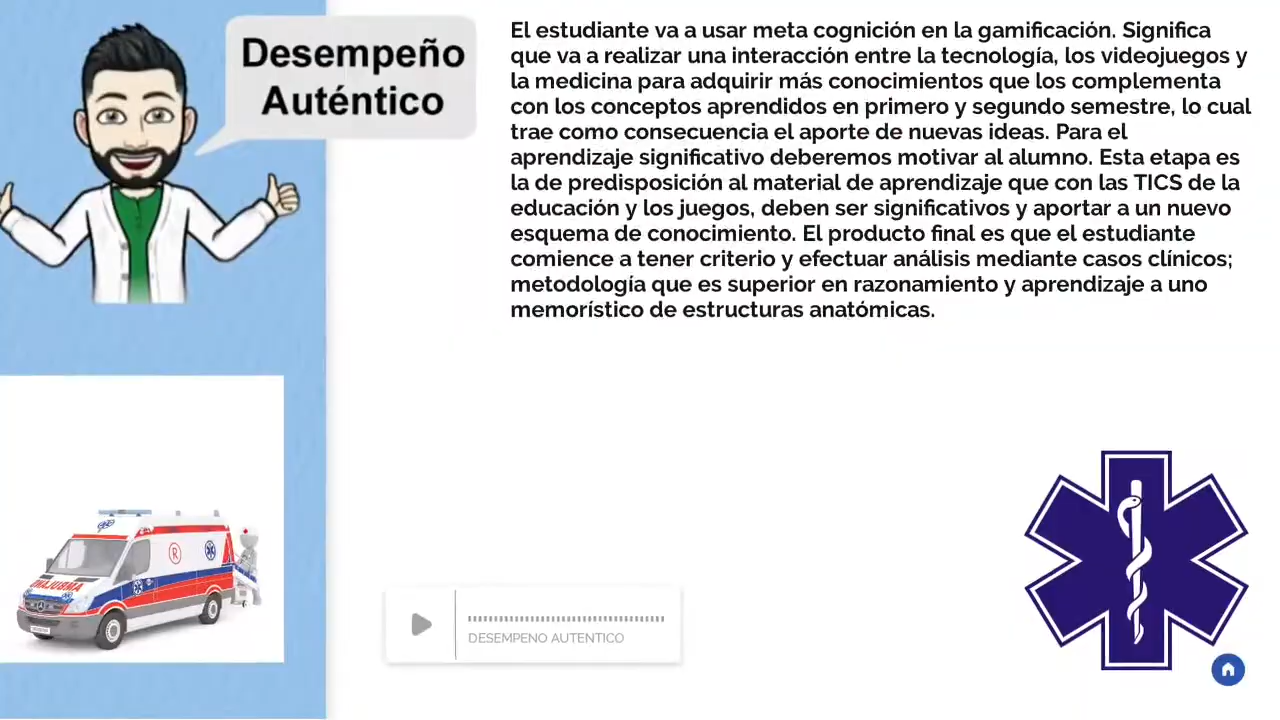 Desempeño
Auténtico
El estudiante va a usar meta cognición en la gamificación. Significa
que va a realizar una interacción entre la tecnología, los videojuegos y
la medicina para adquirir más conocimientos que los complementa
con los conceptos aprendidos en primero y segundo semestre, lo cual
trae como consecuencia el aporte de nuevas ideas. Para el
aprendizaje significativo deberemos motivar al alumno. Esta etapa es
la de predisposición al material de aprendizaje que con las TICS de la
educación y los juegos, deben ser significativos y aportar a un nuevo
esquema de conocimiento. El producto final es que el estudiante
comience a tener criterio y efectuar análisis mediante casos clínicos;
metodología que es superior en razonamiento y aprendizaje a uno
memorístico de estructuras anatómicas.
R
DESEMPENO AUTENTICO